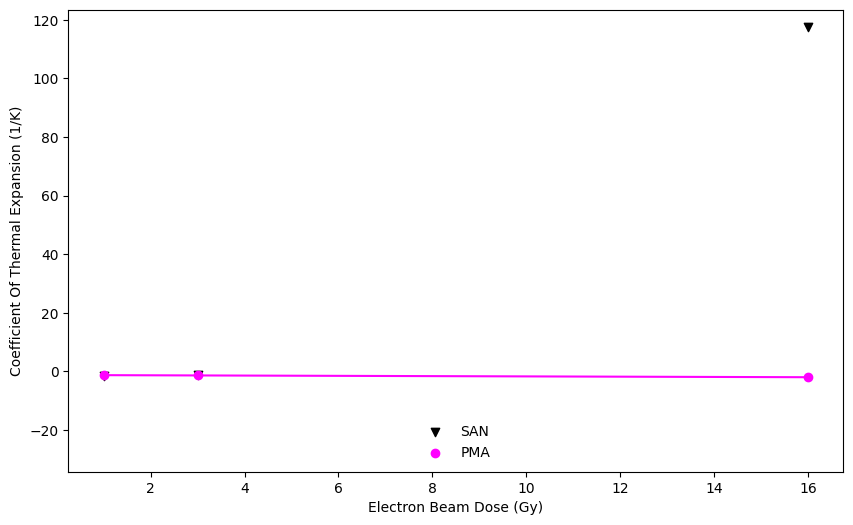 120
100
80
60
40
20
0
−20
Coefficient Of Thermal Expansion (1/K)
SAN
PMA
2 4 6 8 10 12 14 16
Electron Beam Dose (Gy)